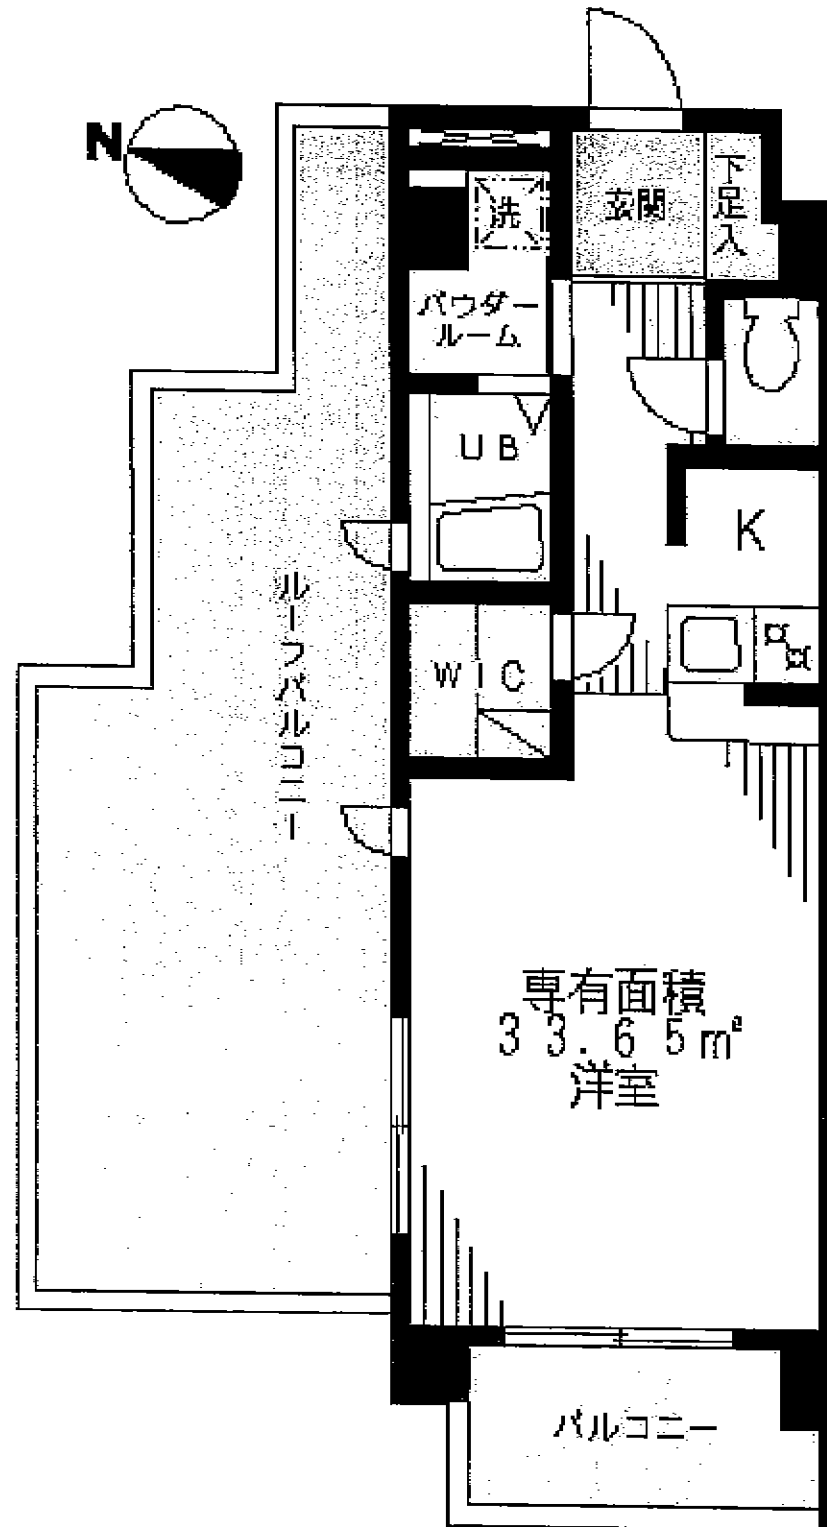 N
玄関
下足入
洗
パウダー
ルーム
UB
K
WIC
ルーフバルコニー
専有面積
33.65㎡
洋室
バルコニー